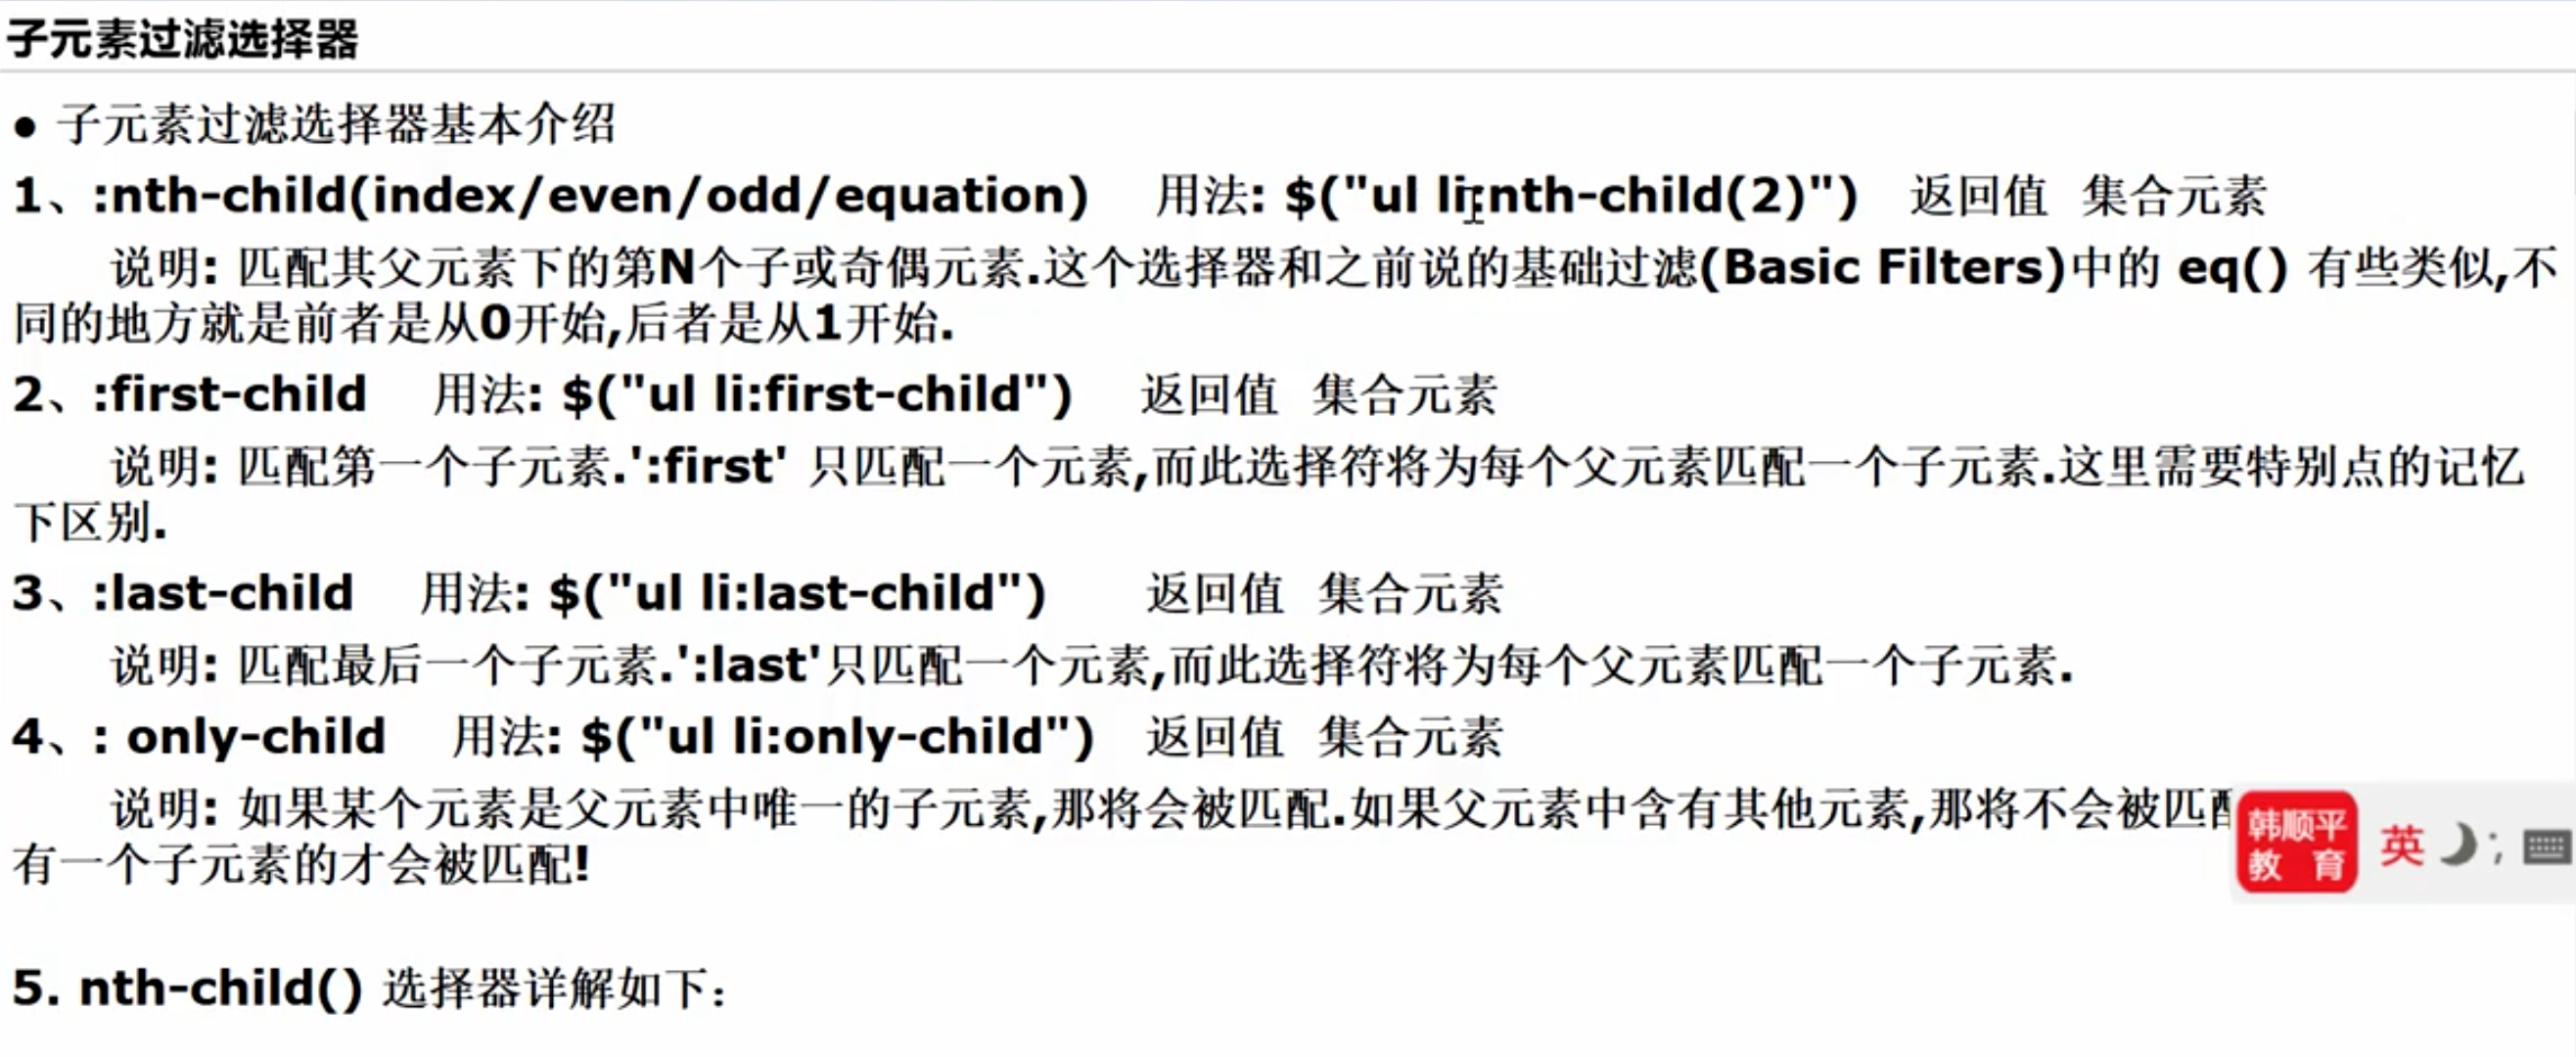 子元素过滤选择器
● 子元素过滤选择器基本介绍
1、:nth-child(index/even/odd/equation) 用法: $("ul li:nth-child(2)") 返回值 集合元素
说明: 匹配其父元素下的第N个子或奇偶元素.这个选择器和之前说的基础过滤(Basic Filters)中的 eq() 有些类似,不
同的地方就是前者是从0开始,后者是从1开始.
2、:first-child 用法: $("ul li:first-child") 返回值 集合元素
说明: 匹配第一个子元素.':first' 只匹配一个元素,而此选择符将为每个父元素匹配一个子元素.这里需要特别点的记忆
下区别.
3、:last-child 用法: $("ul li:last-child") 返回值 集合元素
说明: 匹配最后一个子元素.':last'只匹配一个元素,而此选择符将为每个父元素匹配一个子元素.
4、: only-child 用法: $("ul li:only-child") 返回值 集合元素
说明: 如果某个元素是父元素中唯一的子元素,那将会被匹配.如果父元素中含有其他元素,那将不会被匹
有一个子元素的才会被匹配!
韩顺平
教 育
英
5. nth-child() 选择器详解如下：